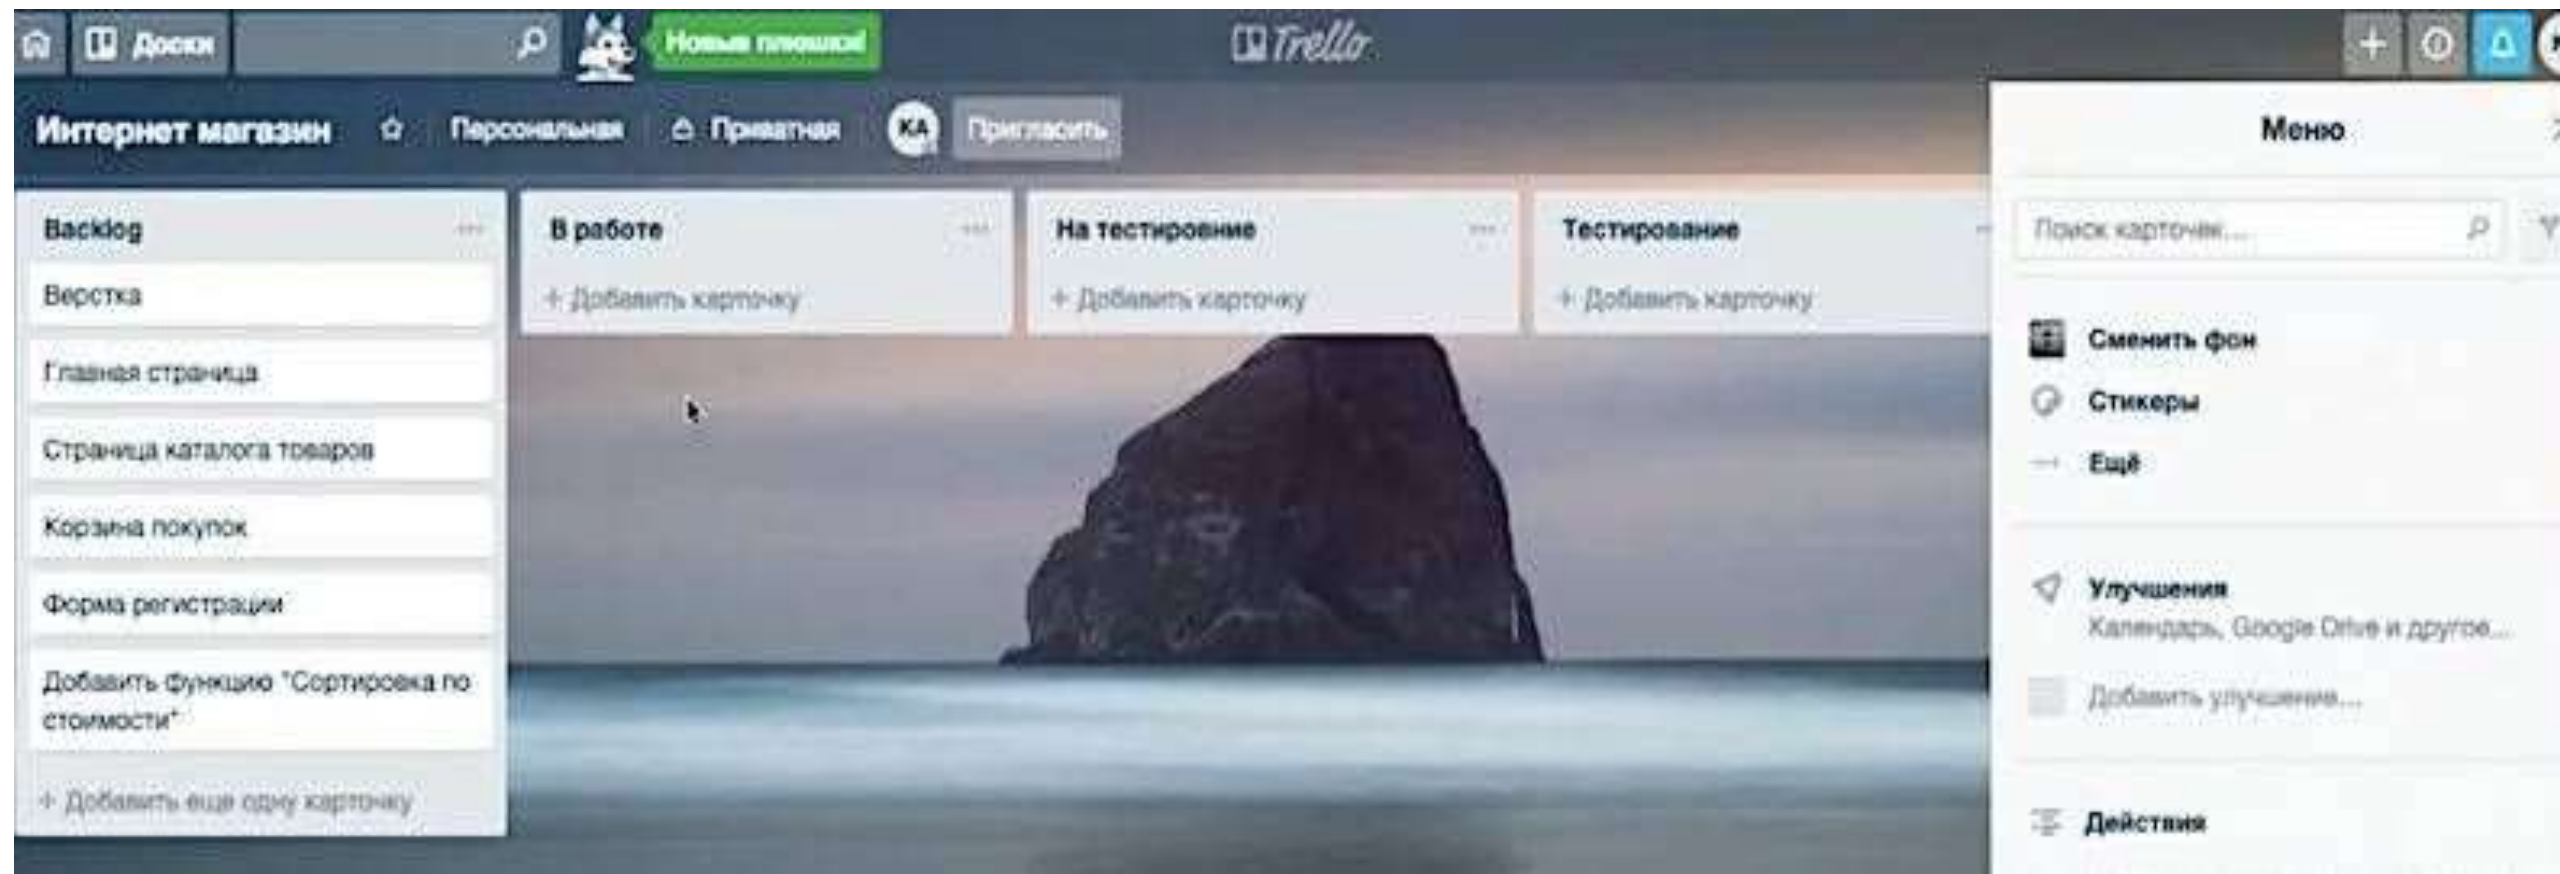 Доски
Новые плюшки!
Trello
Интернет магазин
Персональная
Приватная
КА
Пригласить
Меню
Backlog
Верстка
Главная страница
Страница каталога товаров
Корзина покупок
Форма регистрации
Добавить функцию "Сортировка по
стоимости"
+ Добавить еще одну карточку
В работе
+ Добавить карточку
На тестировние
+ Добавить карточку
Тестирование
+ Добавить карточку
Поиск карточек...
Сменить фон
Стикеры
Ещё
Улучшения
Календарь, Google Drive и другое...
Добавить улучшение...
Действия